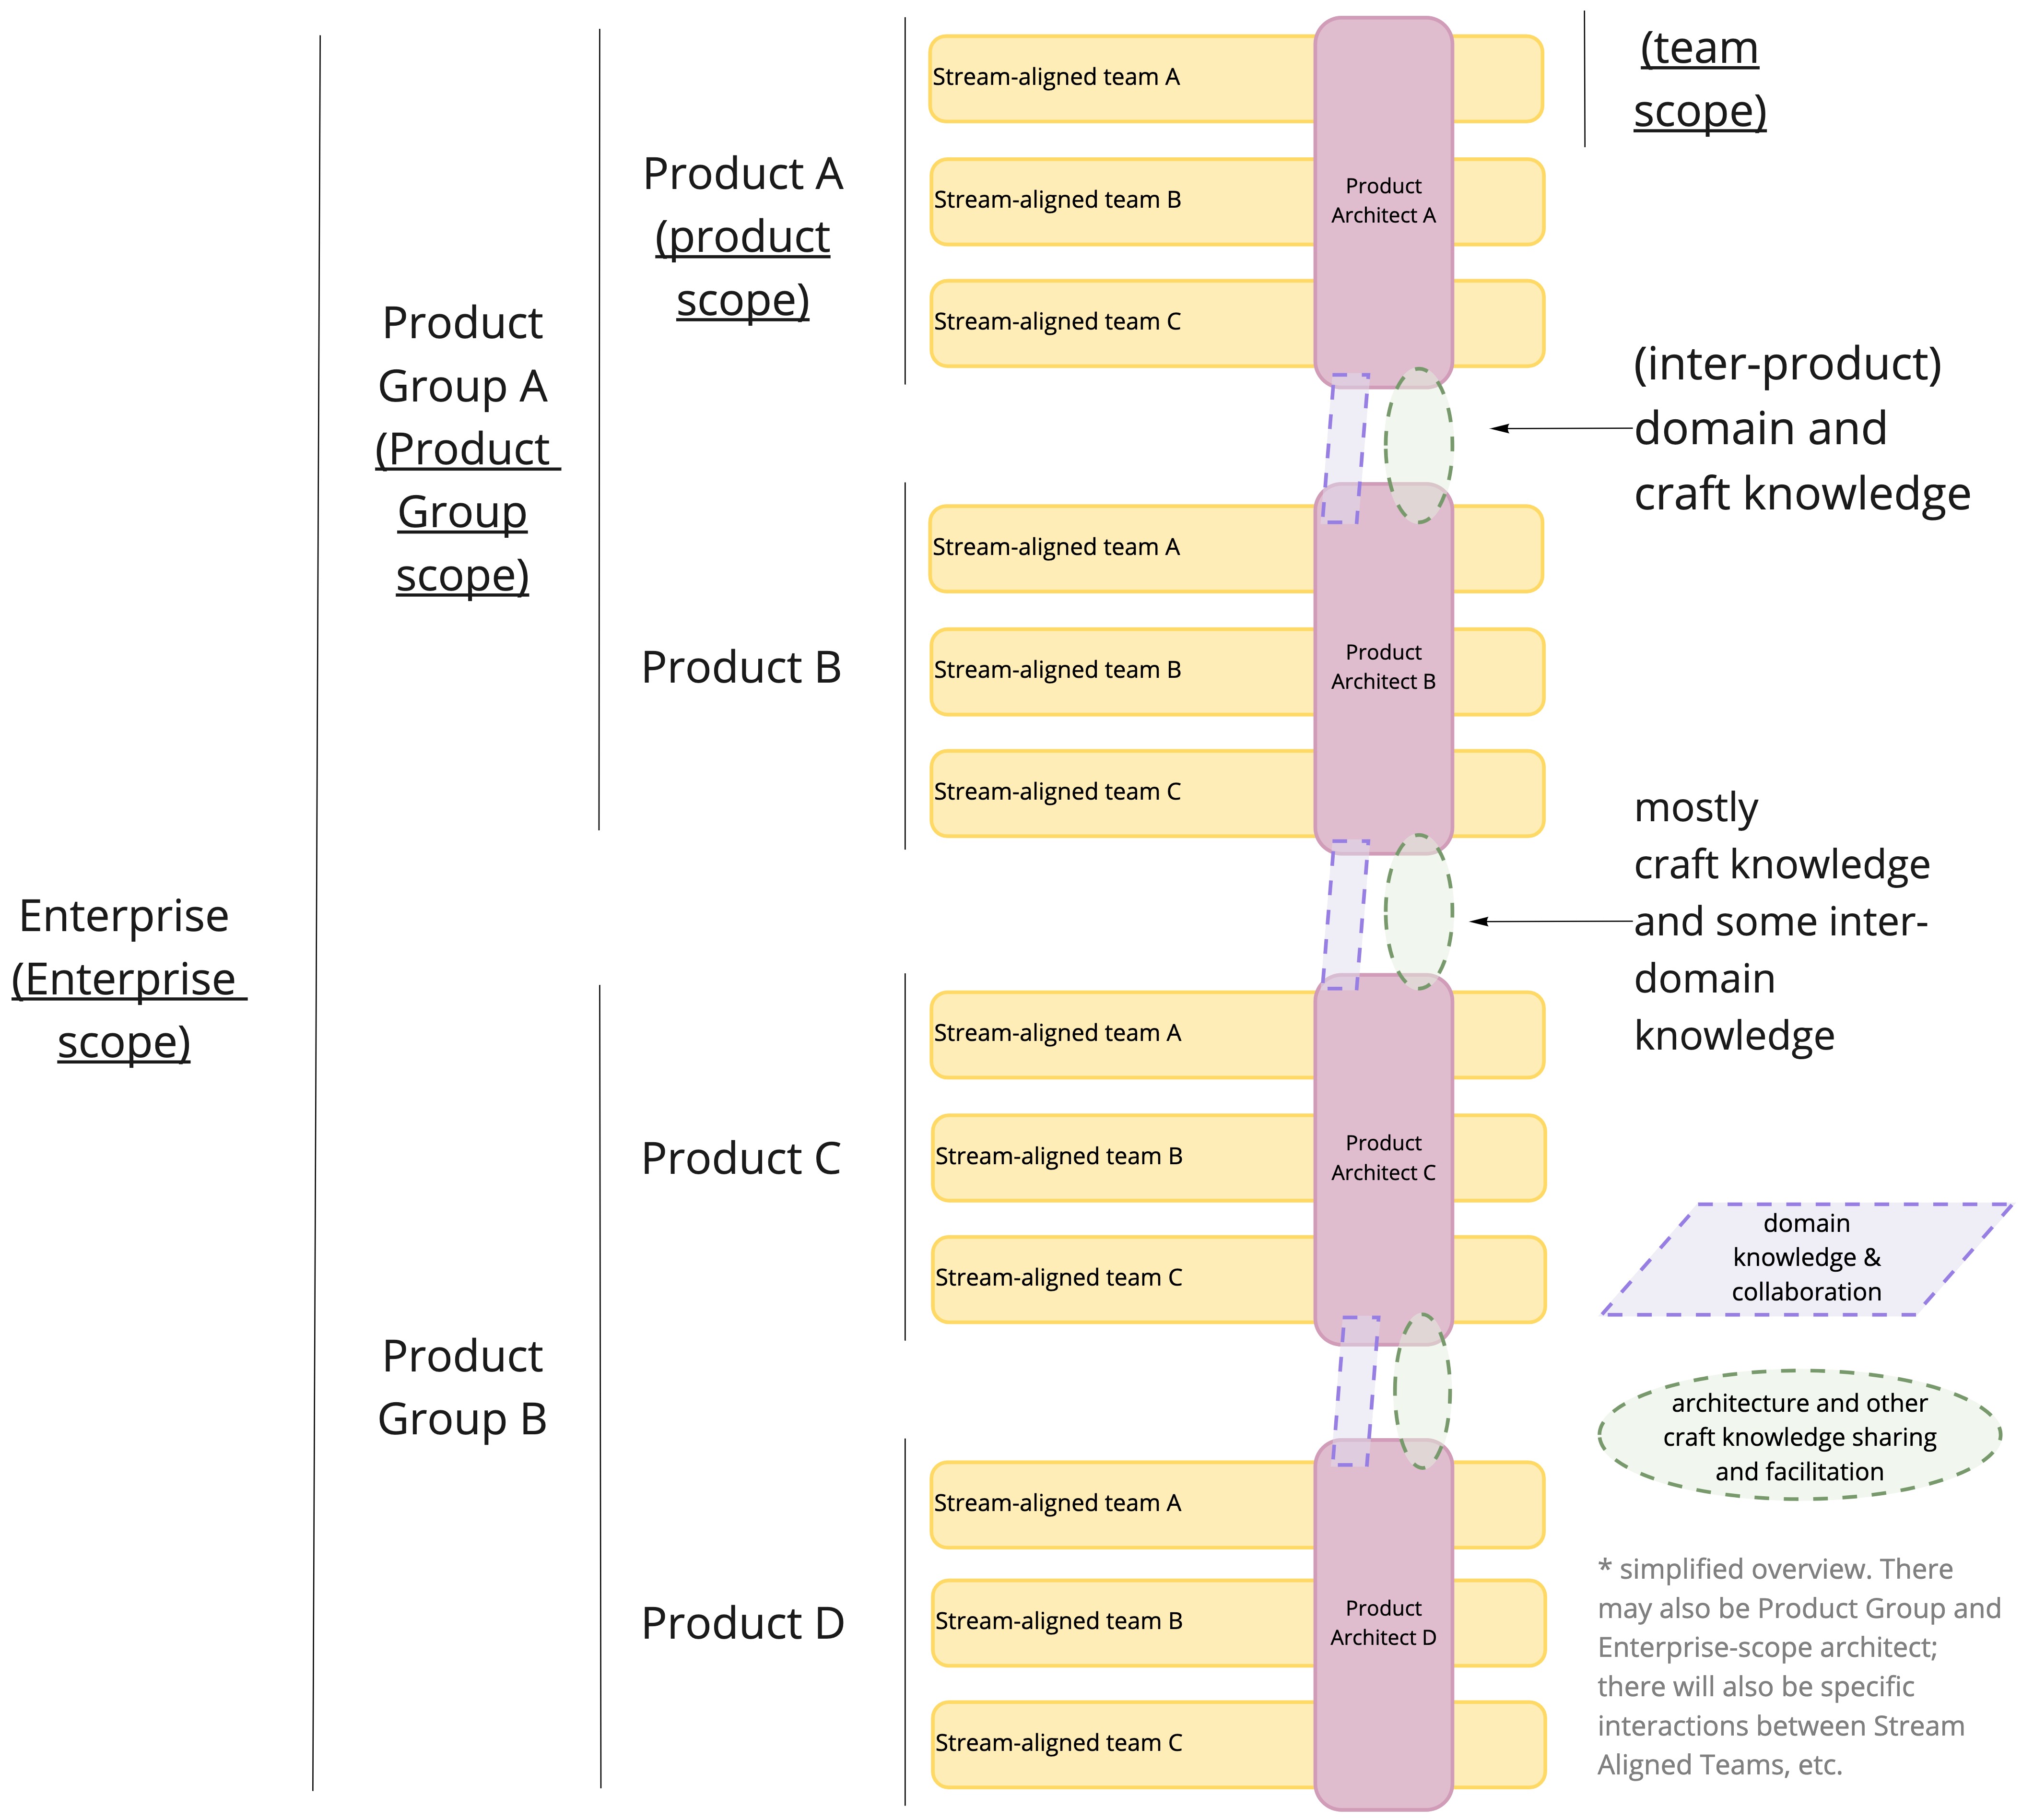 Enterprise
(Enterprise
scope)
Product
Group A
(Product
Group
scope)
Product A
(product
scope)
Stream-aligned team A
Stream-aligned team B
Stream-aligned team C
Product
Architect A
(team
scope)
(inter-product)
domain and
craft knowledge
Product B
Stream-aligned team A
Stream-aligned team B
Stream-aligned team C
Product
Architect B
mostly
craft knowledge
and some inter-
domain
knowledge
Product
Group B
Product C
Stream-aligned team A
Stream-aligned team B
Stream-aligned team C
Product
Architect C
Product D
Stream-aligned team A
Stream-aligned team B
Stream-aligned team C
Product
Architect D
domain
knowledge &
collaboration
architecture and other
craft knowledge sharing
and facilitation
* simplified overview. There
may also be Product Group and
Enterprise-scope architect;
there will also be specific
interactions between Stream
Aligned Teams, etc.